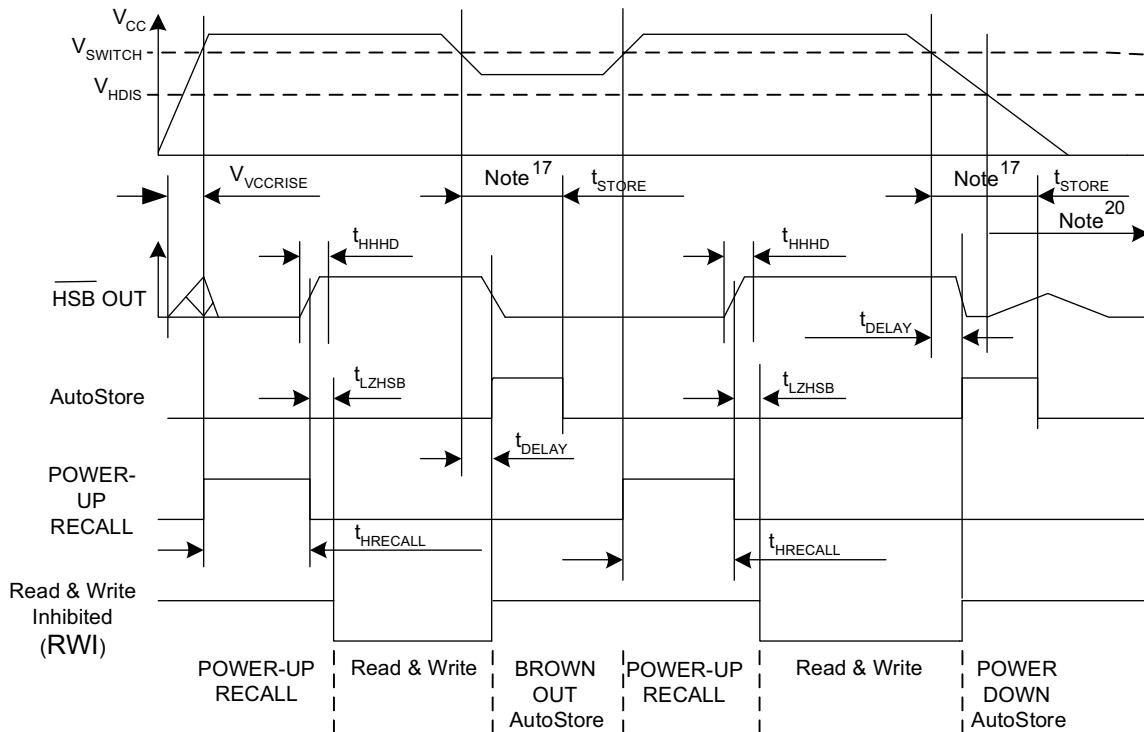 VCC
VSWITCH
VHDIS
VVCCRISE
Note17
tSTORE
Note17
tSTORE
Note20
tHHHD
tHHHD
HSB OUT
tDELAY
tLZHSB
tLZHSB
AutoStore
tDELAY
POWER-
UP
RECALL
tHRECALL
tHRECALL
Read & Write
Inhibited
(RWI)
POWER-UP
RECALL
Read & Write
BROWN
OUT
AutoStore
POWER-UP
RECALL
Read & Write
POWER
DOWN
AutoStore